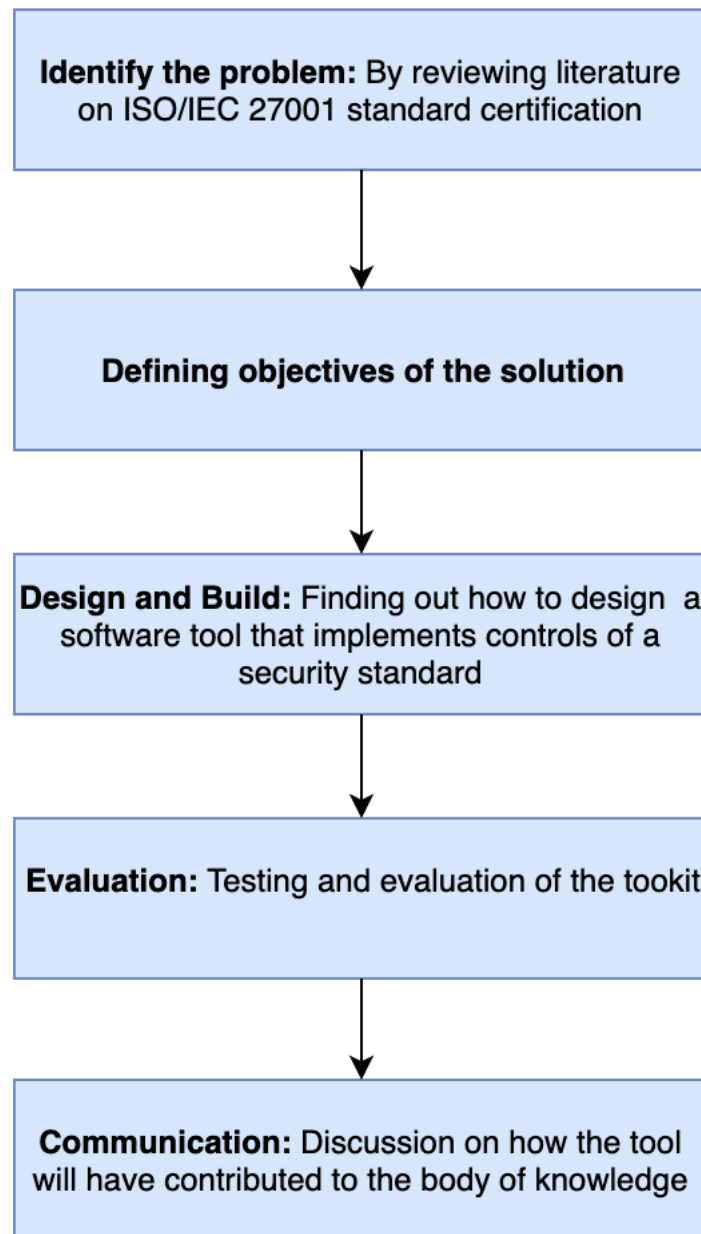 Identify the problem: By reviewing literature
on ISO/IEC 27001 standard certification
Defining objectives of the solution
Design and Build: Finding out how to design  a
software tool that implements controls of a
security standard
Evaluation: Testing and evaluation of the tookit
Communication: Discussion on how the tool
will have contributed to the body of knowledge